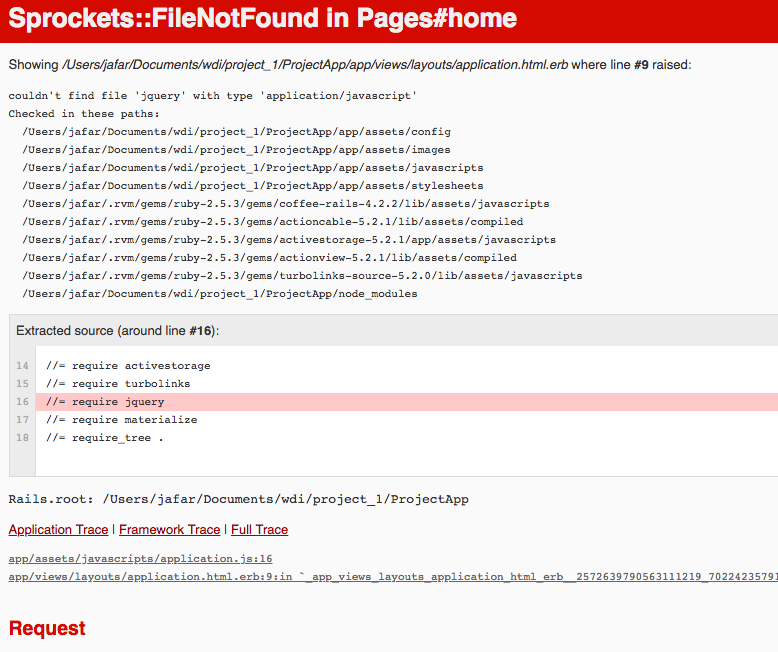 Sprockets::FileNotFound in Pages#home
Showing /Users/jafar/Documents/wdi/project_1/ProjectApp/app/views/layouts/application.html.erb where line #9 raised:
couldn't find file 'jquery' with type 'application/javascript'
Checked in these paths:
/Users/jafar/Documents/wdi/project_1/ProjectApp/app/assets/config
/Users/jafar/Documents/wdi/project_1/ProjectApp/app/assets/images
/Users/jafar/Documents/wdi/project_1/ProjectApp/app/assets/javascripts
/Users/jafar/Documents/wdi/project_1/ProjectApp/app/assets/stylesheets
/Users/jafar/.rvm/gems/ruby-2.5.3/gems/coffee-rails-4.2.2/lib/assets/javascripts
/Users/jafar/.rvm/gems/ruby-2.5.3/gems/actioncable-5.2.1/lib/assets/compiled
/Users/jafar/.rvm/gems/ruby-2.5.3/gems/activestorage-5.2.1/app/assets/javascripts
/Users/jafar/.rvm/gems/ruby-2.5.3/gems/actionview-5.2.1/lib/assets/compiled
/Users/jafar/.rvm/gems/ruby-2.5.3/gems/turbolinks-source-5.2.0/lib/assets/javascripts
/Users/jafar/Documents/wdi/project_1/ProjectApp/node_modules
Extracted source (around line #16):
14 //= require activestorage
15 //= require turbolinks
16 //= require jquery
17 //= require materialize
18 //= require_tree .
Rails.root: /Users/jafar/Documents/wdi/project_1/ProjectApp
Application Trace | Framework Trace | Full Trace
app/assets/javascripts/application.js:16
app/views/layouts/application.html.erb:9:in `_app_views_layouts_application_html_erb__2572639790563111219_70224235791
Request